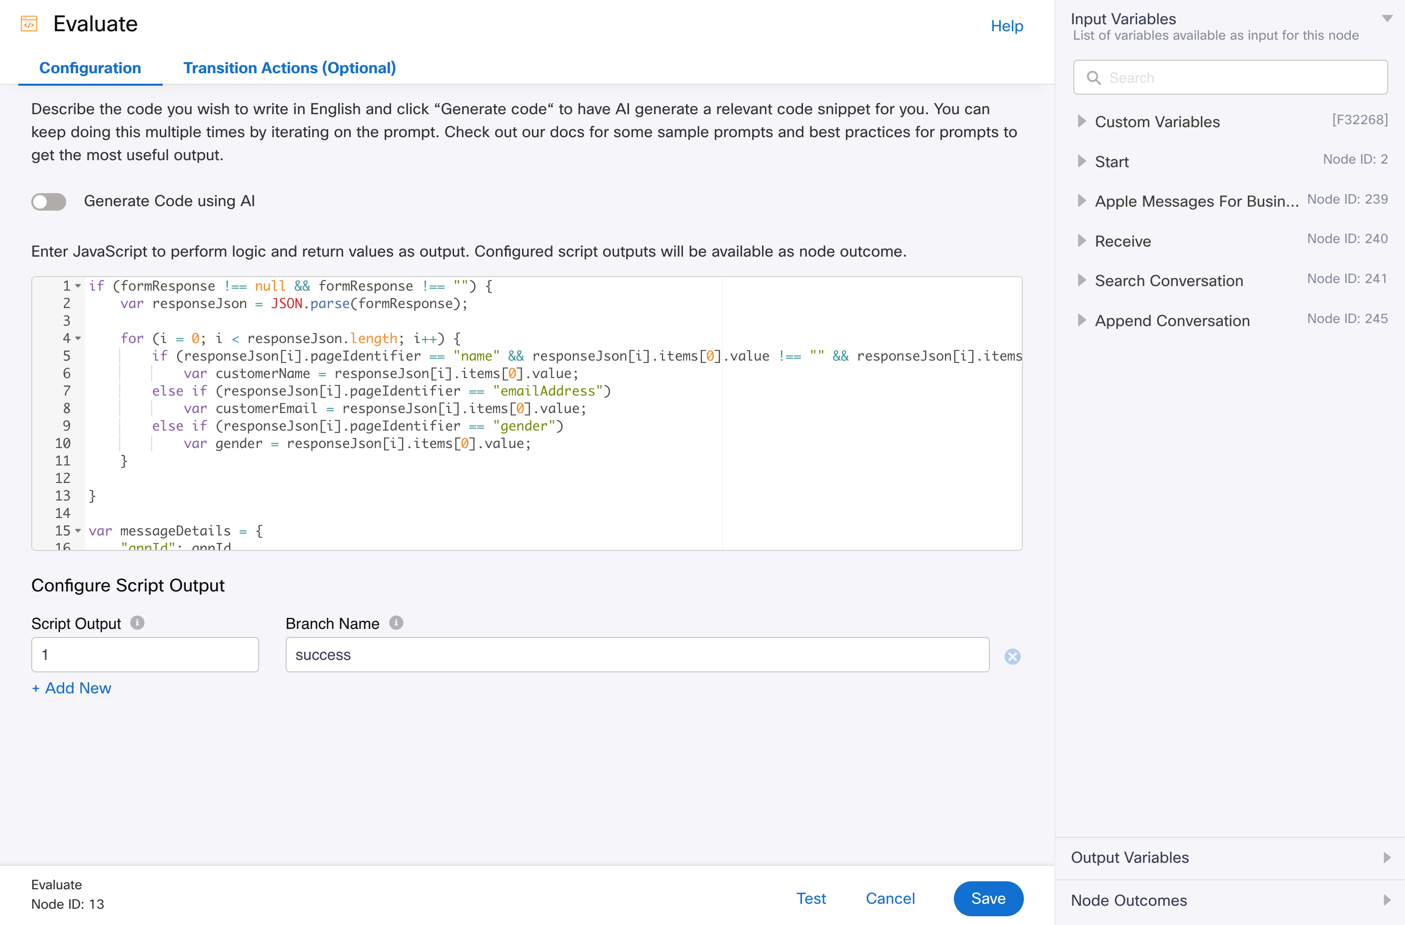 Evaluate
Help
Configuration
Transition Actions (Optional)
Describe the code you wish to write in English and click “Generate code“ to have AI generate a relevant code snippet for you. You can
keep doing this multiple times by iterating on the prompt. Check out our docs for some sample prompts and best practices for prompts to
get the most useful output.
Generate Code using AI
Enter JavaScript to perform logic and return values as output. Configured script outputs will be available as node outcome.
1 if (formResponse !== null && formResponse !== "") {
2     var responseJson = JSON.parse(formResponse);
3
4     for (i = 0; i < responseJson.length; i++) {
5         if (responseJson[i].pageIdentifier == "name" && responseJson[i].items[0].value !== "" && responseJson[i].items
6             var customerName = responseJson[i].items[0].value;
7         else if (responseJson[i].pageIdentifier == "emailAddress")
8             var customerEmail = responseJson[i].items[0].value;
9         else if (responseJson[i].pageIdentifier == "gender")
10             var gender = responseJson[i].items[0].value;
11     }
12
13 }
14
15 var messageDetails = {
16     "appId": appId
Configure Script Output
Script Output
Branch Name
1
success
+ Add New
Evaluate
Node ID: 13
Test
Cancel
Save
Input Variables
List of variables available as input for this node
Search
Custom Variables [F32268]
Start Node ID: 2
Apple Messages For Busin... Node ID: 239
Receive Node ID: 240
Search Conversation Node ID: 241
Append Conversation Node ID: 245
Output Variables
Node Outcomes